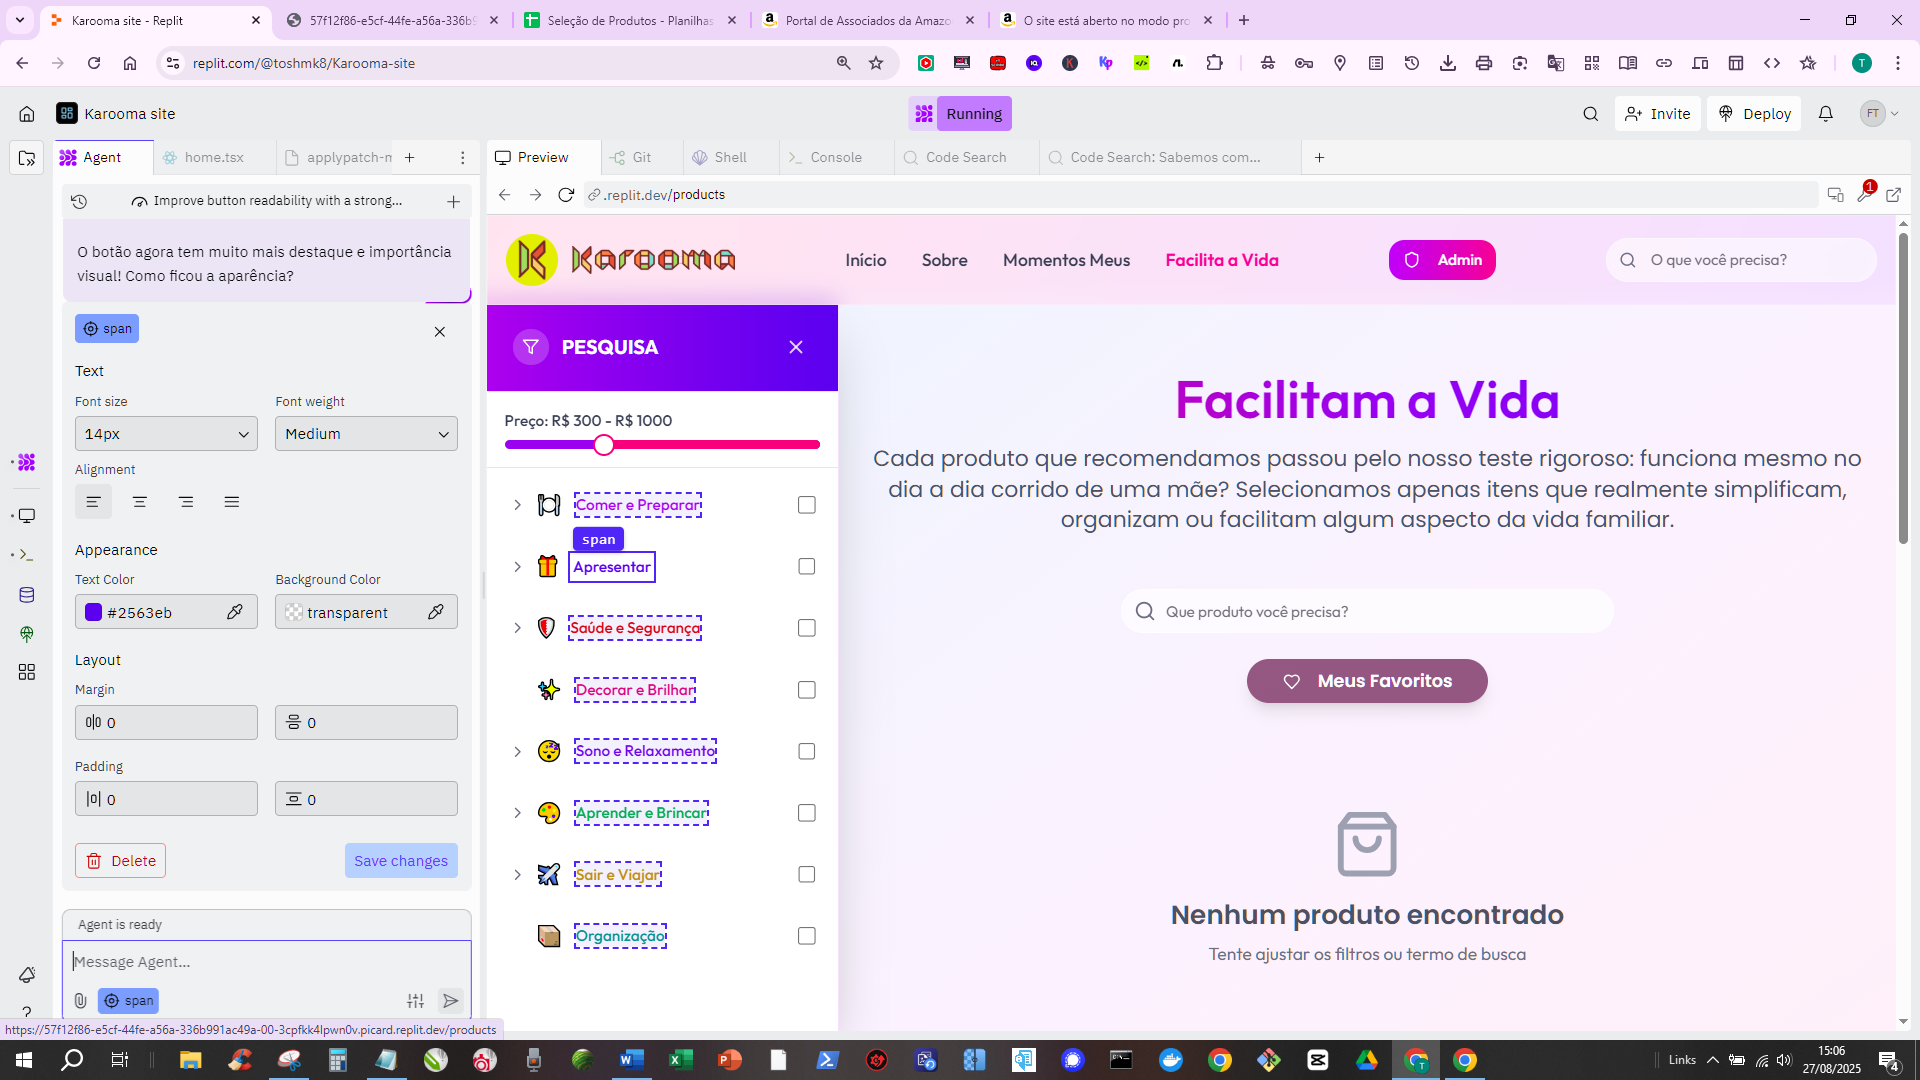 Karooma site - Replit
57f12f86-e5cf-44fe-a56a-336b9
Seleção de Produtos - Planilhas
Portal de Associados da Amazo
O site está aberto no modo pro
replit.com/@toshmk8/Karooma-site
T
Karooma site
Running
Invite
Deploy
FT
Agent
home.tsx
applypatch-n
Preview
Git
Shell
Console
Code Search
Code Search: Sabemos com...
Improve button readability with a strong...
.replit.dev/products
1
O botão agora tem muito mais destaque e importância
visual! Como ficou a aparência?
span
Text
Font size
Font weight
14px
Medium
Alignment
Appearance
Text Color
Background Color
#2563eb
transparent
Layout
Margin
0
0
Padding
0
0
Delete
Save changes
Agent is ready
Message Agent...
span
https://57f12f86-e5cf-44fe-a56a-336b991ac49a-00-3cpfkk4lpwn0v.picard.replit.dev/products
Karooma
Início
Sobre
Momentos Meus
Facilita a Vida
Admin
O que você precisa?
PESQUISA
Preço: R$ 300 - R$ 1000
Comer e Preparar
span
Apresentar
Saúde e Segurança
Decorar e Brilhar
Sono e Relaxamento
Aprender e Brincar
Sair e Viajar
Organização
Facilitam a Vida
Cada produto que recomendamos passou pelo nosso teste rigoroso: funciona mesmo no
dia a dia corrido de uma mãe? Selecionamos apenas itens que realmente simplificam,
organizam ou facilitam algum aspecto da vida familiar.
Que produto você precisa?
Meus Favoritos
Nenhum produto encontrado
Tente ajustar os filtros ou termo de busca
Links
15:06
27/08/2025
4